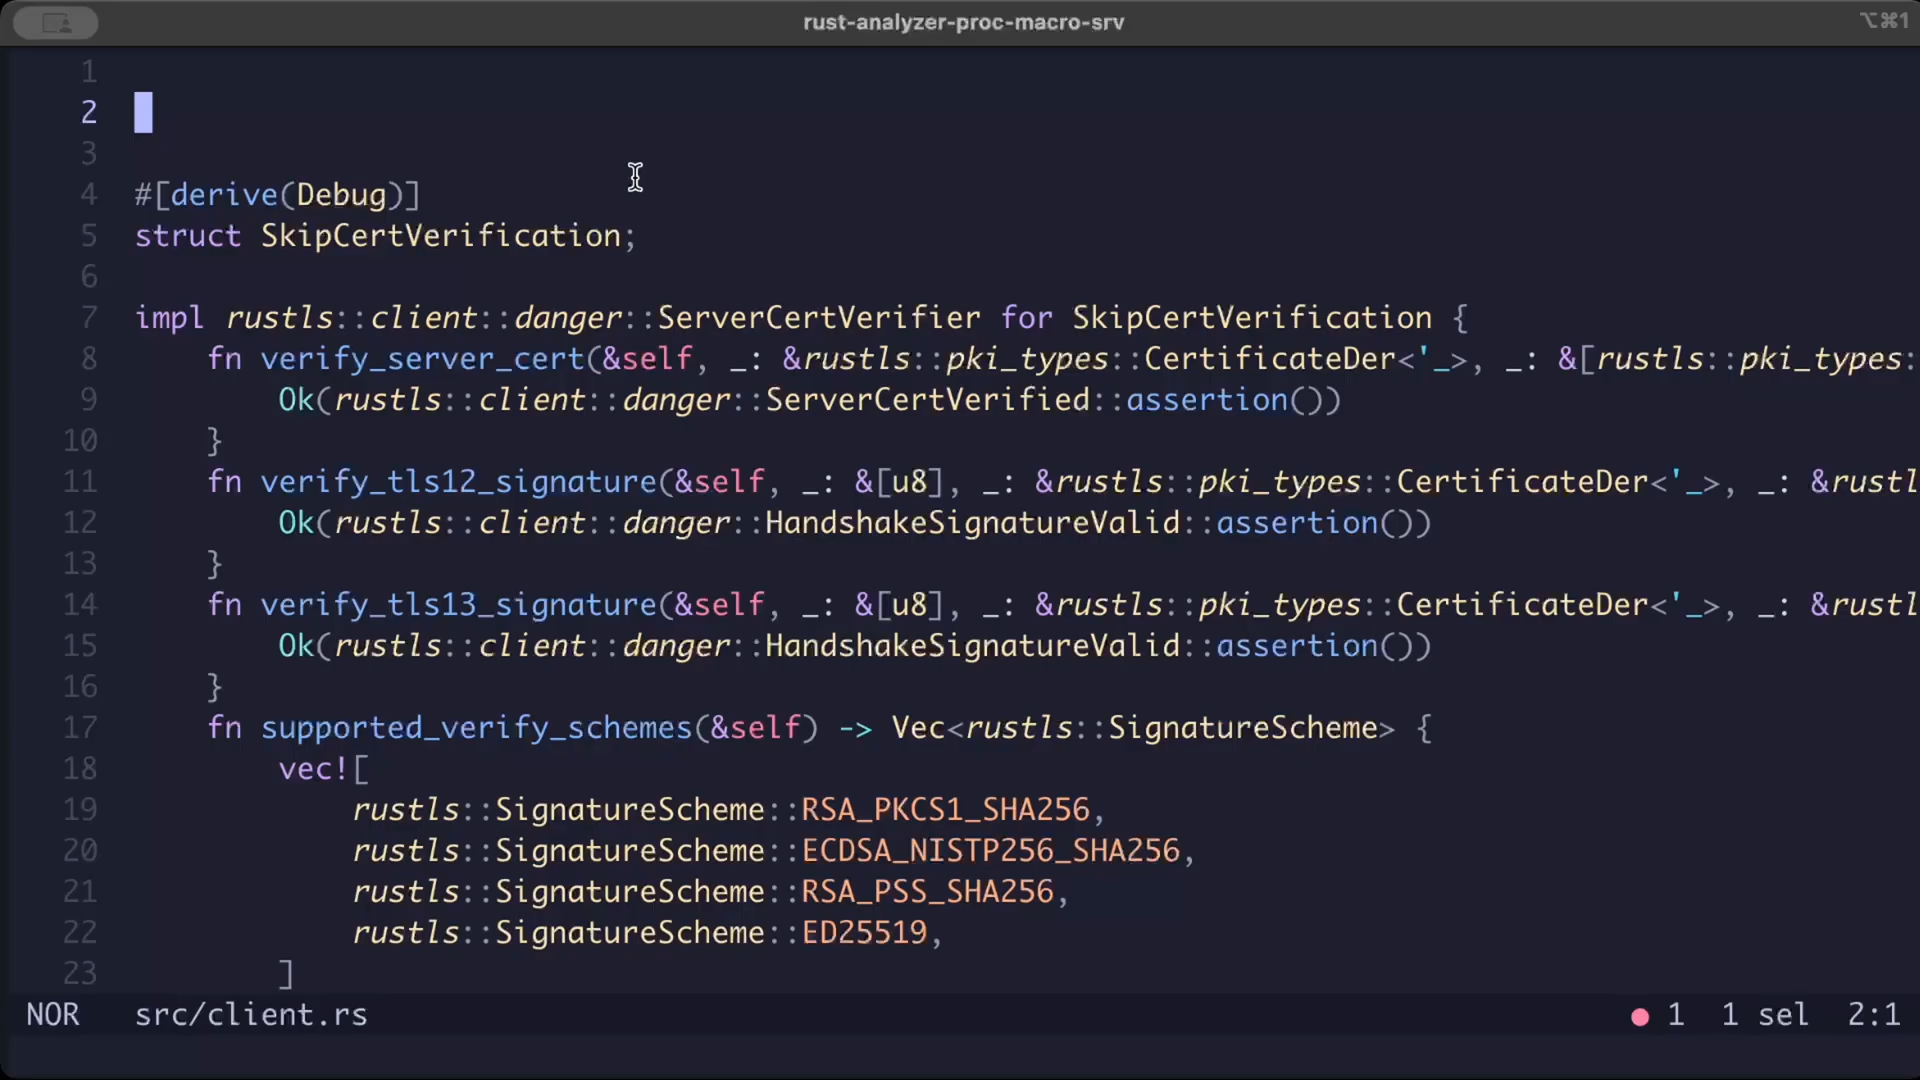 rust-analyzer-proc-macro-srv
⌥⌘1
1
2
3
4 #[derive(Debug)]
5 struct SkipCertVerification;
6
7 impl rustls::client::danger::ServerCertVerifier for SkipCertVerification {
8 fn verify_server_cert(&self, _: &rustls::pki_types::CertificateDer<'_>, _: &[rustls::pki_types:
9 Ok(rustls::client::danger::ServerCertVerified::assertion())
10 }
11 fn verify_tls12_signature(&self, _: &[u8], _: &rustls::pki_types::CertificateDer<'_>, _: &rustl
12 Ok(rustls::client::danger::HandshakeSignatureValid::assertion())
13 }
14 fn verify_tls13_signature(&self, _: &[u8], _: &rustls::pki_types::CertificateDer<'_>, _: &rustl
15 Ok(rustls::client::danger::HandshakeSignatureValid::assertion())
16 }
17 fn supported_verify_schemes(&self) -> Vec<rustls::SignatureScheme> {
18 vec![
19 rustls::SignatureScheme::RSA_PKCS1_SHA256,
20 rustls::SignatureScheme::ECDSA_NISTP256_SHA256,
21 rustls::SignatureScheme::RSA_PSS_SHA256,
22 rustls::SignatureScheme::ED25519,
23 ]
NOR src/client.rs ● 1 1 sel 2:1